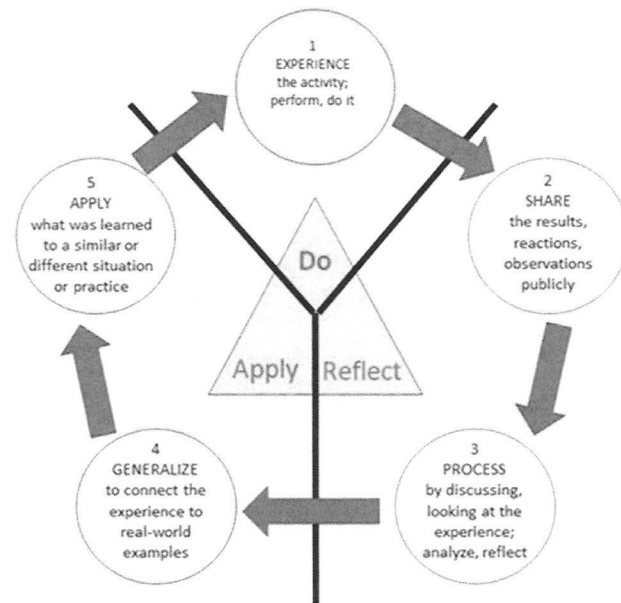 1
EXPERIENCE
the activity;
perform, do it
2
SHARE
the results,
reactions,
observations
publicly
3
PROCESS
by discussing,
looking at the
experience;
analyze, reflect
4
GENERALIZE
to connect the
experience to
real-world
examples
5
APPLY
what was learned
to a similar or
different situation
or practice
Do
Apply Reflect